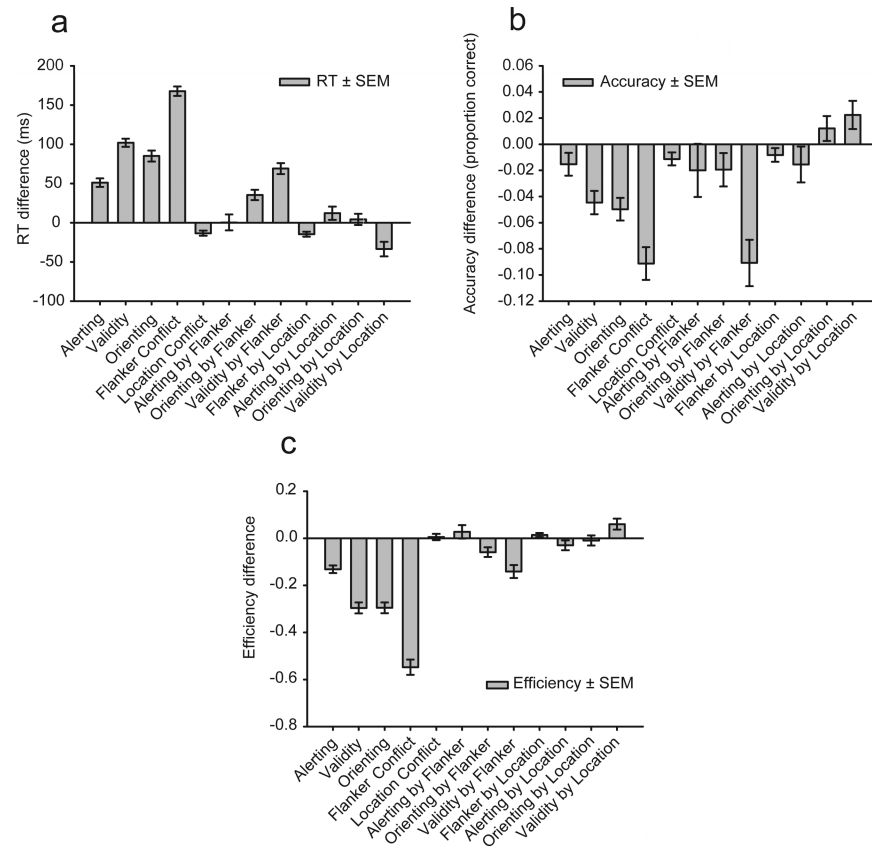 a
RT difference (ms)
200
150
100
50
0
-50
-100
RT ± SEM
Alerting
Validity
Orienting
Flanker Conflict
Location Conflict
Alerting by Flanker
Orienting by Flanker
Validity by Flanker
Flanker by Location
Alerting by Location
Orienting by Location
Validity by Location
b
Accuracy difference (proportion correct)
0.06
0.04
0.02
0.00
-0.02
-0.04
-0.06
-0.08
-0.10
-0.12
Accuracy ± SEM
Alerting
Validity
Orienting
Flanker Conflict
Location Conflict
Alerting by Flanker
Orienting by Flanker
Validity by Flanker
Flanker by Location
Alerting by Location
Orienting by Location
Validity by Location
c
Efficiency difference
0.2
0.0
-0.2
-0.4
-0.6
-0.8
Efficiency ± SEM
Alerting
Validity
Orienting
Flanker Conflict
Location Conflict
Alerting by Flanker
Orienting by Flanker
Validity by Flanker
Flanker by Location
Alerting by Location
Orienting by Location
Validity by Location